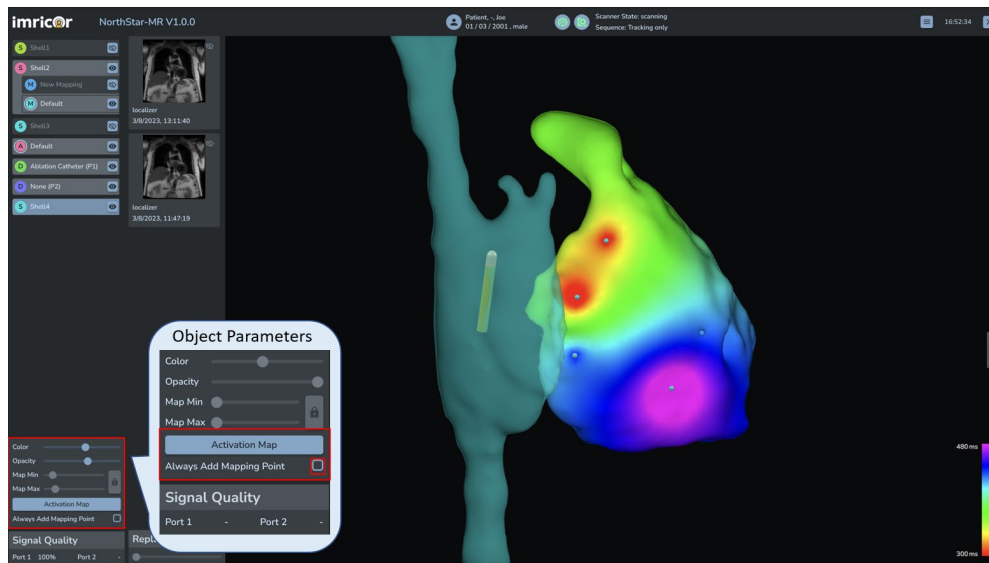 imricor NorthStar-MR V1.0.0
Patient, -, Joe
01 / 03 / 2001 , male
Scanner State: scanning
Sequence: Tracking only
16:52:34
S Shell1
S Shell2
M New Mapping
M Default
S Shell3
A Default
D Ablation Catheter (P1)
D None (P2)
S Shell4
localizer
3/8/2023, 13:11:40
localizer
3/8/2023, 11:47:19
Object Parameters
Color
Opacity
Map Min
Map Max
Activation Map
Always Add Mapping Point
Signal Quality
Port 1 - Port 2 -
Color
Opacity
Map Min
Map Max
Activation Map
Always Add Mapping Point
Signal Quality
Port 1 100% Port 2 -
480 ms
300 ms